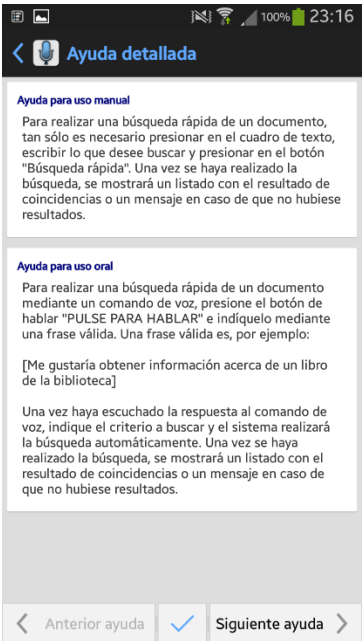 100% 23:16
Ayuda detallada
Ayuda para uso manual
Para realizar una búsqueda rápida de un documento,
tan sólo es necesario presionar en el cuadro de texto,
escribir lo que desee buscar y presionar en el botón
"Búsqueda rápida". Una vez se haya realizado la
búsqueda, se mostrará un listado con el resultado de
coincidencias o un mensaje en caso de que no hubiese
resultados.
Ayuda para uso oral
Para realizar una búsqueda rápida de un documento
mediante un comando de voz, presione el botón de
hablar "PULSE PARA HABLAR" e indíquelo mediante
una frase válida. Una frase válida es, por ejemplo:
[Me gustaría obtener información acerca de un libro
de la biblioteca]
Una vez haya escuchado la respuesta al comando de
voz, indique el criterio a buscar y el sistema realizará
la búsqueda automáticamente. Una vez se haya
realizado la búsqueda, se mostrará un listado con el
resultado de coincidencias o un mensaje en caso de
que no hubiese resultados.
Anterior ayuda
Siguiente ayuda